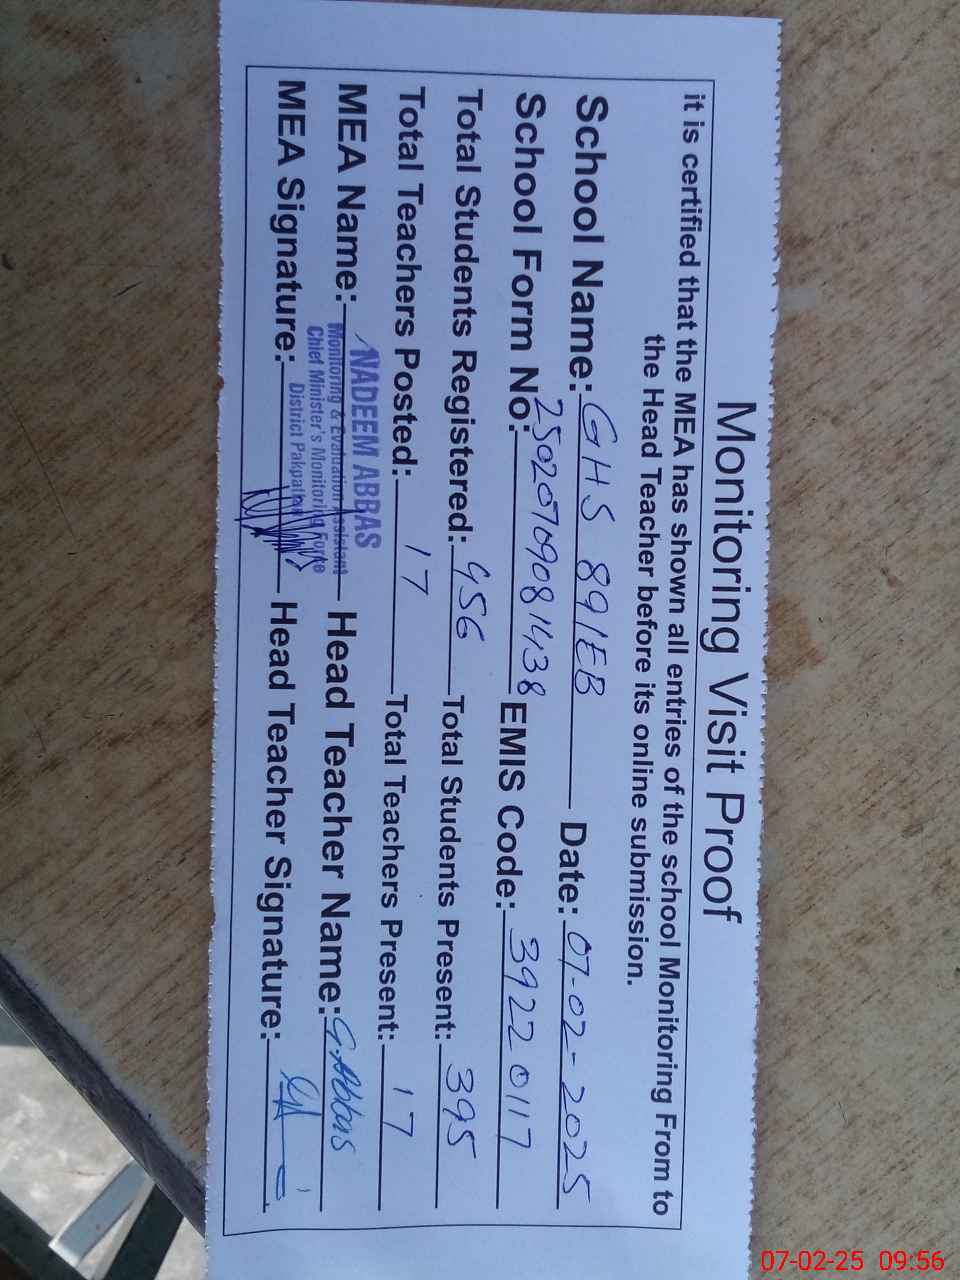 Monitoring Visit Proof
it is certified that the MEA has shown all entries of the school Monitoring From to
the Head Teacher before its online submission.
School Name: GHS 89/EB Date: 07-02-2025
School Form No: 25020709081438 EMIS Code: 39220117
Total Students Registered: 456 Total Students Present: 395
Total Teachers Posted: 17 Total Teachers Present: 17
MEA Name: NADEEM ABBAS Head Teacher Name: G.Abbas
Monitoring & Evaluation Assistant
Chief Minister's Monitoring Force
District Pakpattan
MEA Signature: Head Teacher Signature:
07-02-25 09:56